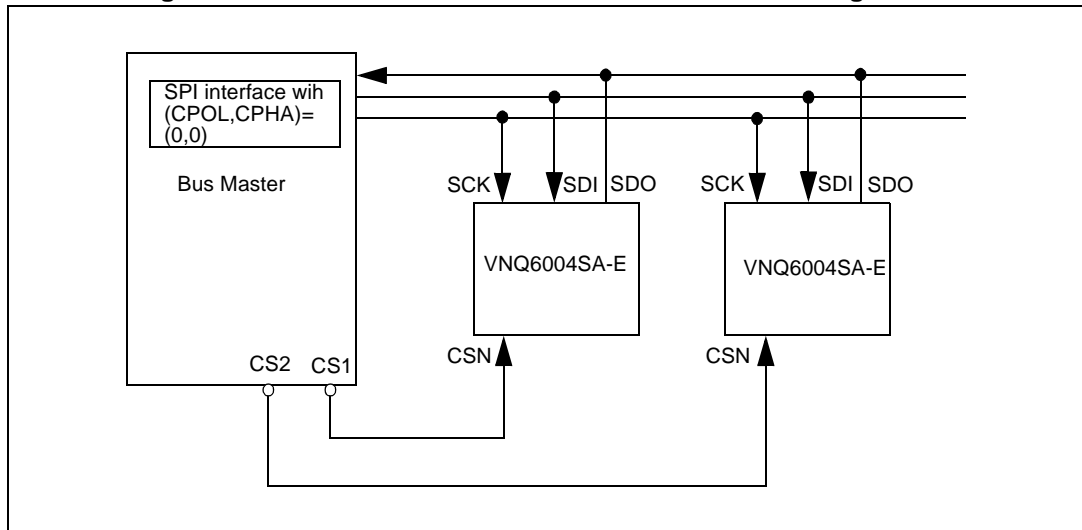 SPI interface wih
(CPOL,CPHA)=
(0,0)
Bus Master
SCK
SDI
SDO
SCK
SDI
SDO
VNQ6004SA-E
VNQ6004SA-E
CSN
CSN
CS2
CS1